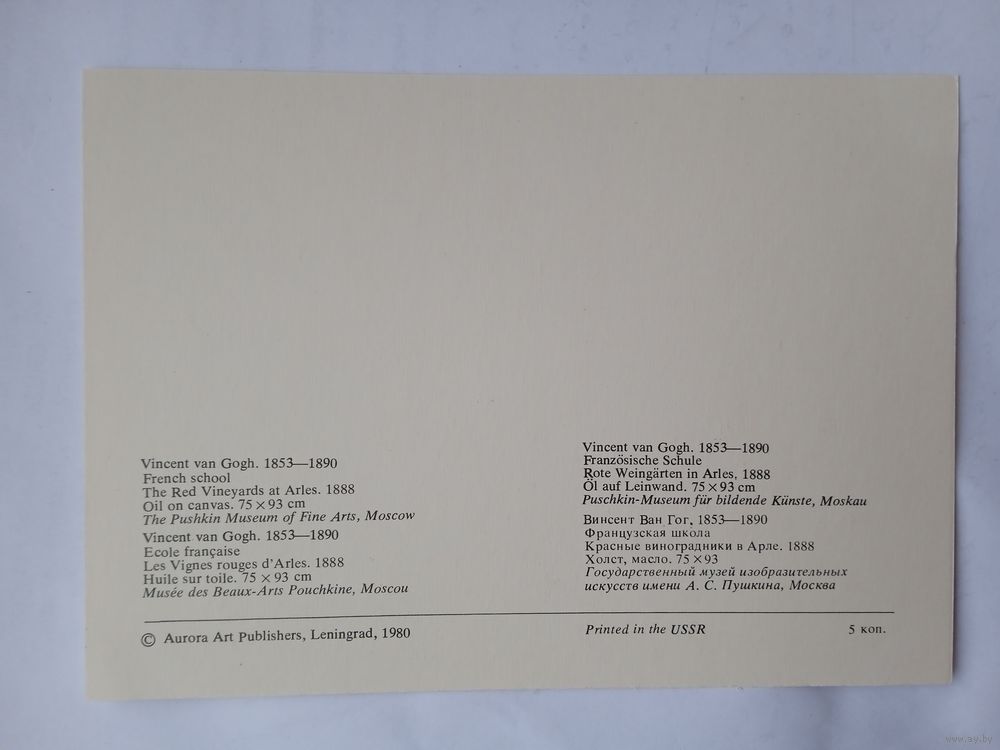 Vincent van Gogh. 1853—1890
French school
The Red Vineyards at Arles. 1888
Oil on canvas. 75 × 93 cm
The Pushkin Museum of Fine Arts, Moscow
Vincent van Gogh. 1853—1890
Ecole française
Les Vignes rouges d'Arles. 1888
Huile sur toile. 75 × 93 cm
Musée des Beaux-Arts Pouchkine, Moscou
Vincent van Gogh. 1853—1890
Französische Schule
Rote Weingärten in Arles, 1888
Öl auf Leinwand. 75 × 93 cm
Puschkin-Museum für bildende Künste, Moskau
Винсент Ван Гог, 1853—1890
Французская школа
Красные виноградники в Арле. 1888
Холст, масло. 75 × 93
Государственный музей изобразительных
искусств имени А. С. Пушкина, Москва
© Aurora Art Publishers, Leningrad, 1980
Printed in the USSR
5 коп.
www.ay.by